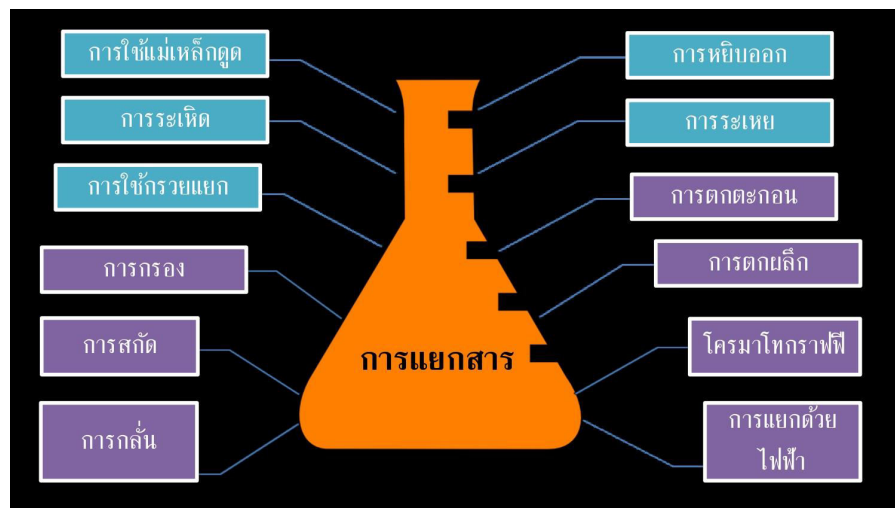 การใช้แม่เหล็กดูด
การระเหิด
การใช้กรวยแยก
การกรอง
การสกัด
การกลั่น
การแยกสาร
การหยิบออก
การระเหย
การตกตะกอน
การตกผลึก
โครมาโทกราฟฟี
การแยกด้วย
ไฟฟ้า